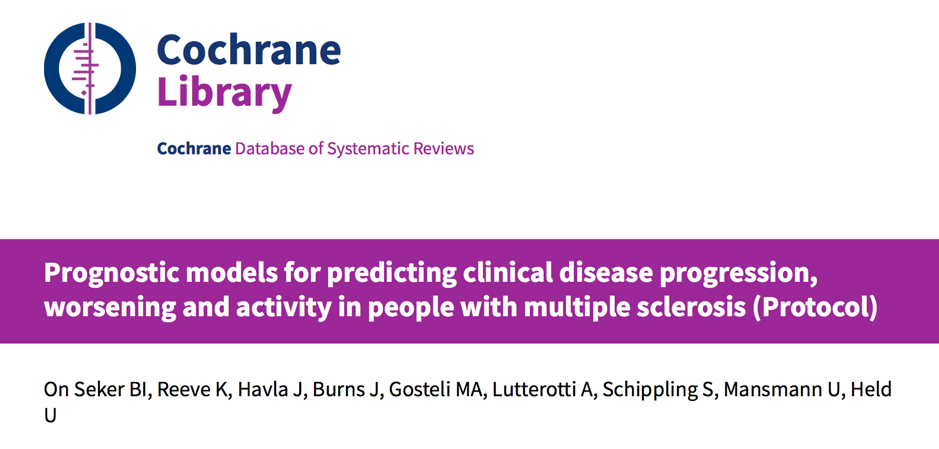 Cochrane
Library
Cochrane Database of Systematic Reviews
Prognostic models for predicting clinical disease progression,
worsening and activity in people with multiple sclerosis (Protocol)
On Seker BI, Reeve K, Havla J, Burns J, Gosteli MA, Lutterotti A, Schippling S, Mansmann U, Held
U